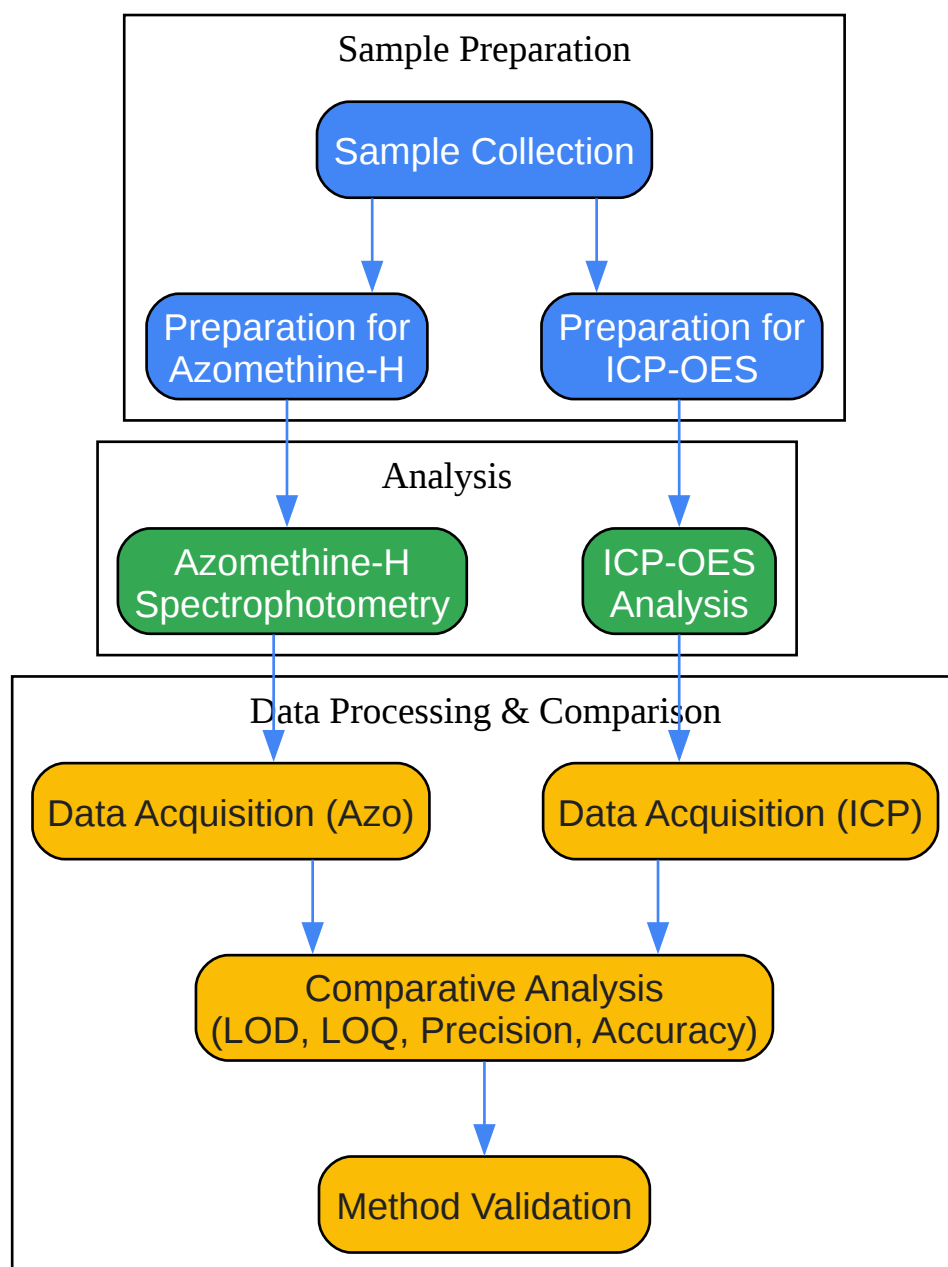 Sample Preparation
Sample Collection
Preparation for
Azomethine-H
Preparation for
ICP-OES
Analysis
Azomethine-H
Spectrophotometry
ICP-OES
Analysis
Data Processing & Comparison
Data Acquisition (Azo)
Data Acquisition (ICP)
Comparative Analysis
(LOD, LOQ, Precision, Accuracy)
Method Validation